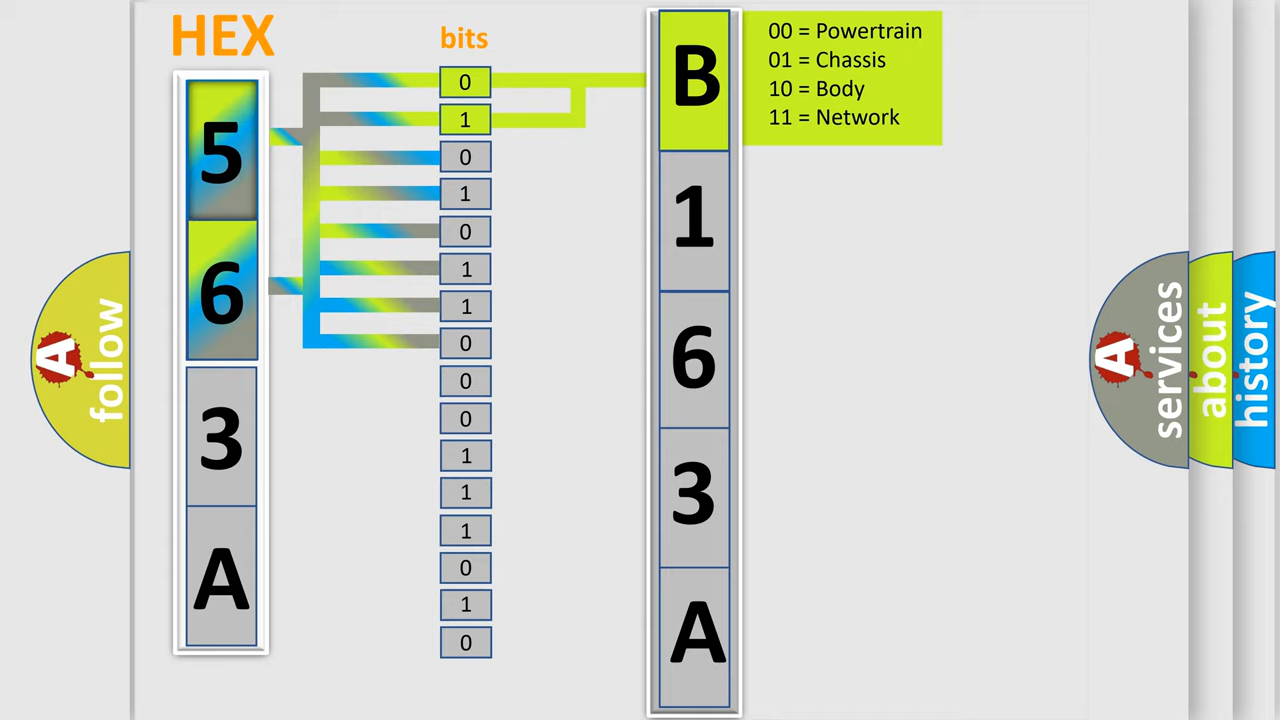 HEX
bits
5
6
3
A
0
1
0
1
0
1
1
0
0
0
1
1
1
0
1
0
B
1
6
3
A
00 = Powertrain
01 = Chassis
10 = Body
11 = Network
A
follow
A
services
about
history